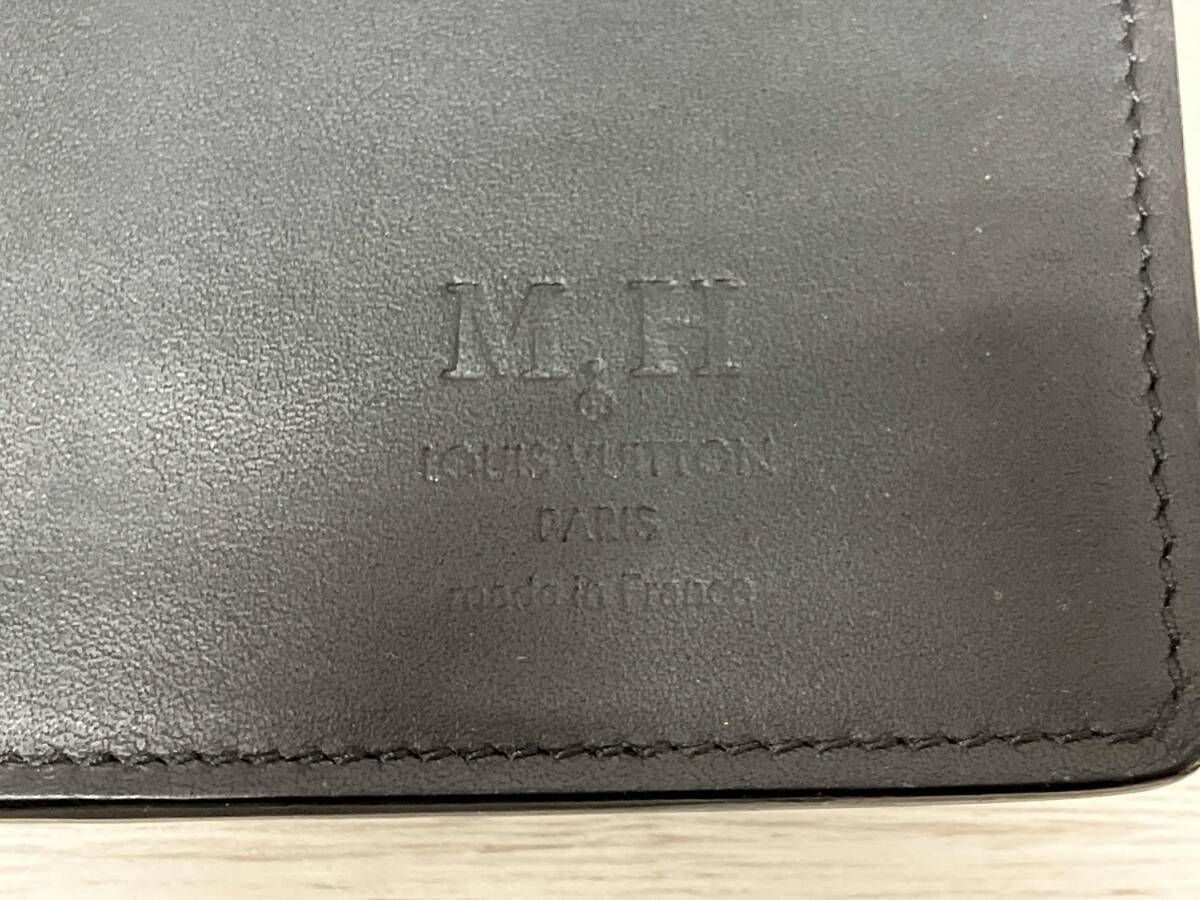 M.H
®
LOUIS VUITTON
PARIS
made in France